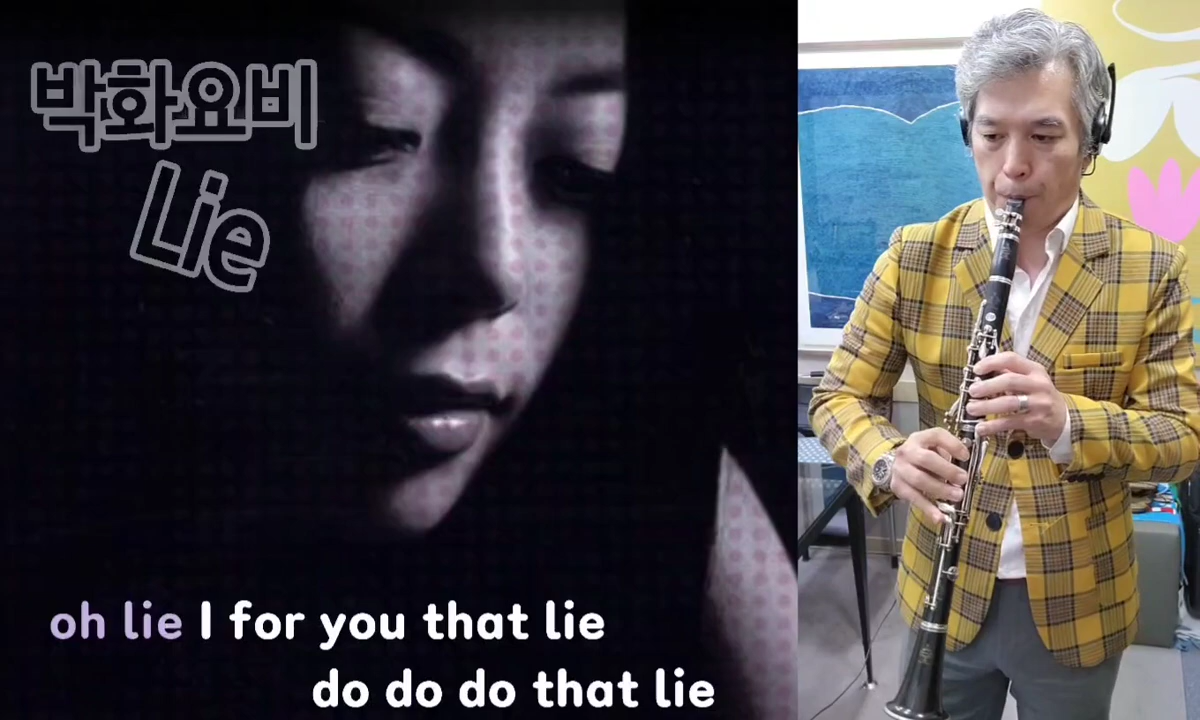 박화요비
Lie
oh lie I for you that lie
do do do that lie